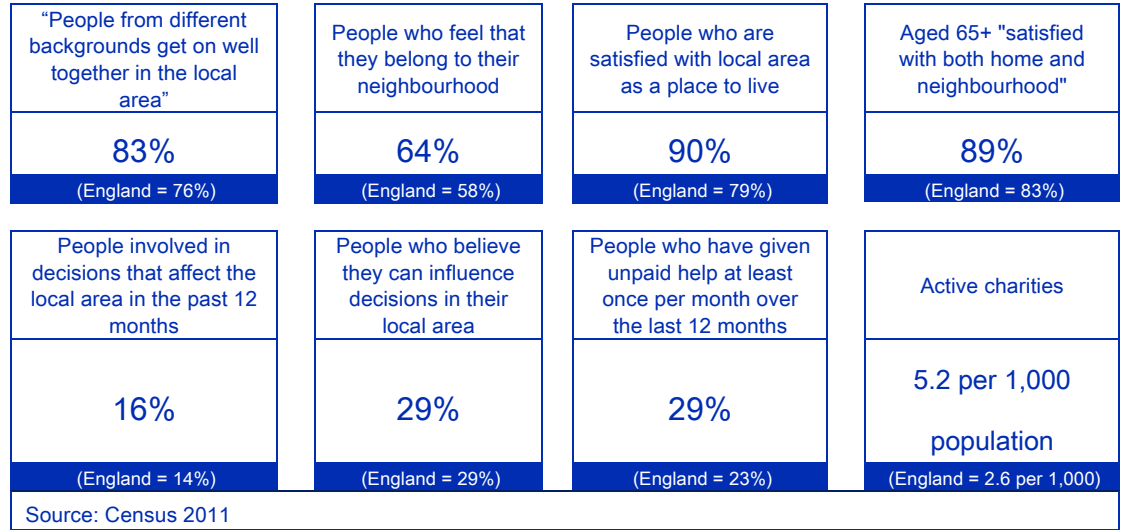 “People from different
backgrounds get on well
together in the local
area”
83%
(England = 76%)
People who feel that
they belong to their
neighbourhood
64%
(England = 58%)
People who are
satisfied with local area
as a place to live
90%
(England = 79%)
Aged 65+ "satisfied
with both home and
neighbourhood"
89%
(England = 83%)
People involved in
decisions that affect the
local area in the past 12
months
16%
(England = 14%)
People who believe
they can influence
decisions in their
local area
29%
(England = 29%)
People who have given
unpaid help at least
once per month over
the last 12 months
29%
(England = 23%)
Active charities
5.2 per 1,000
population
(England = 2.6 per 1,000)
Source: Census 2011